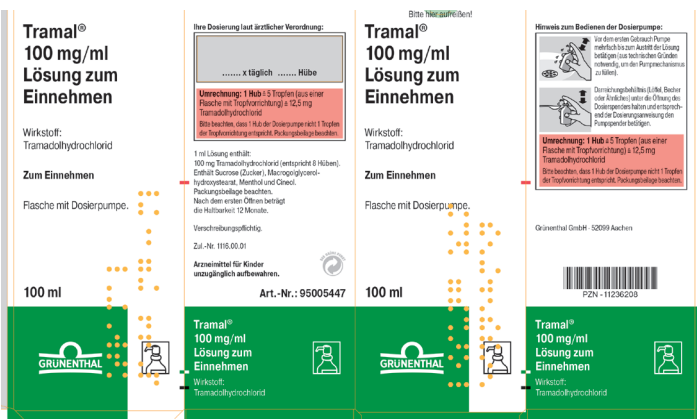 Bitte hier aufreißen!
Tramal®
100 mg/ml
Lösung zum
Einnehmen
Wirkstoff:
Tramadolhydrochlorid
Zum Einnehmen
Flasche mit Dosierpumpe.
100 ml
GRÜNENTHAL
Ihre Dosierung laut ärztlicher Verordnung:
....... x täglich ....... Hübe
Umrechnung: 1 Hub ≙ 5 Tropfen (aus einer
Flasche mit Tropfvorrichtung) ≙ 12,5 mg
Tramadolhydrochlorid
Bitte beachten, dass 1 Hub der Dosierpumpe nicht 1 Tropfen
der Tropfvorrichtung entspricht. Packungsbeilage beachten.
1 ml Lösung enthält:
100 mg Tramadolhydrochlorid (entspricht 8 Hüben).
Enthält Sucrose (Zucker), Macrogolglycerol-
hydroxystearat, Menthol und Cineol.
Packungsbeilage beachten.
Nach dem ersten Öffnen beträgt
die Haltbarkeit 12 Monate.
Verschreibungspflichtig.
Zul.-Nr. 1116.00.01
Arzneimittel für Kinder
unzugänglich aufbewahren.
Art.-Nr.: 95005447
Tramal®
100 mg/ml
Lösung zum
Einnehmen
Wirkstoff:
Tramadolhydrochlorid
Tramal®
100 mg/ml
Lösung zum
Einnehmen
Wirkstoff:
Tramadolhydrochlorid
Zum Einnehmen
Flasche mit Dosierpumpe.
100 ml
GRÜNENTHAL
Hinweis zum Bedienen der Dosierpumpe:
Vor dem ersten Gebrauch Pumpe
mehrfach bis zum Austritt der Lösung
betätigen (aus technischen Gründen
notwendig, um den Pumpmechanismus
zu füllen).
Darreichungsbehältnis (Löffel, Becher
oder Ähnliches) unter die Öffnung des
Dosierspenders halten und entsprech-
end der Dosierungsanweisung den
Pumpspender betätigen.
Umrechnung: 1 Hub ≙ 5 Tropfen (aus einer
Flasche mit Tropfvorrichtung) ≙ 12,5 mg
Tramadolhydrochlorid
Bitte beachten, dass 1 Hub der Dosierpumpe nicht 1 Tropfen
der Tropfvorrichtung entspricht. Packungsbeilage beachten.
Grünenthal GmbH · 52099 Aachen
PZN -11236208
Tramal®
100 mg/ml
Lösung zum
Einnehmen
Wirkstoff:
Tramadolhydrochlorid